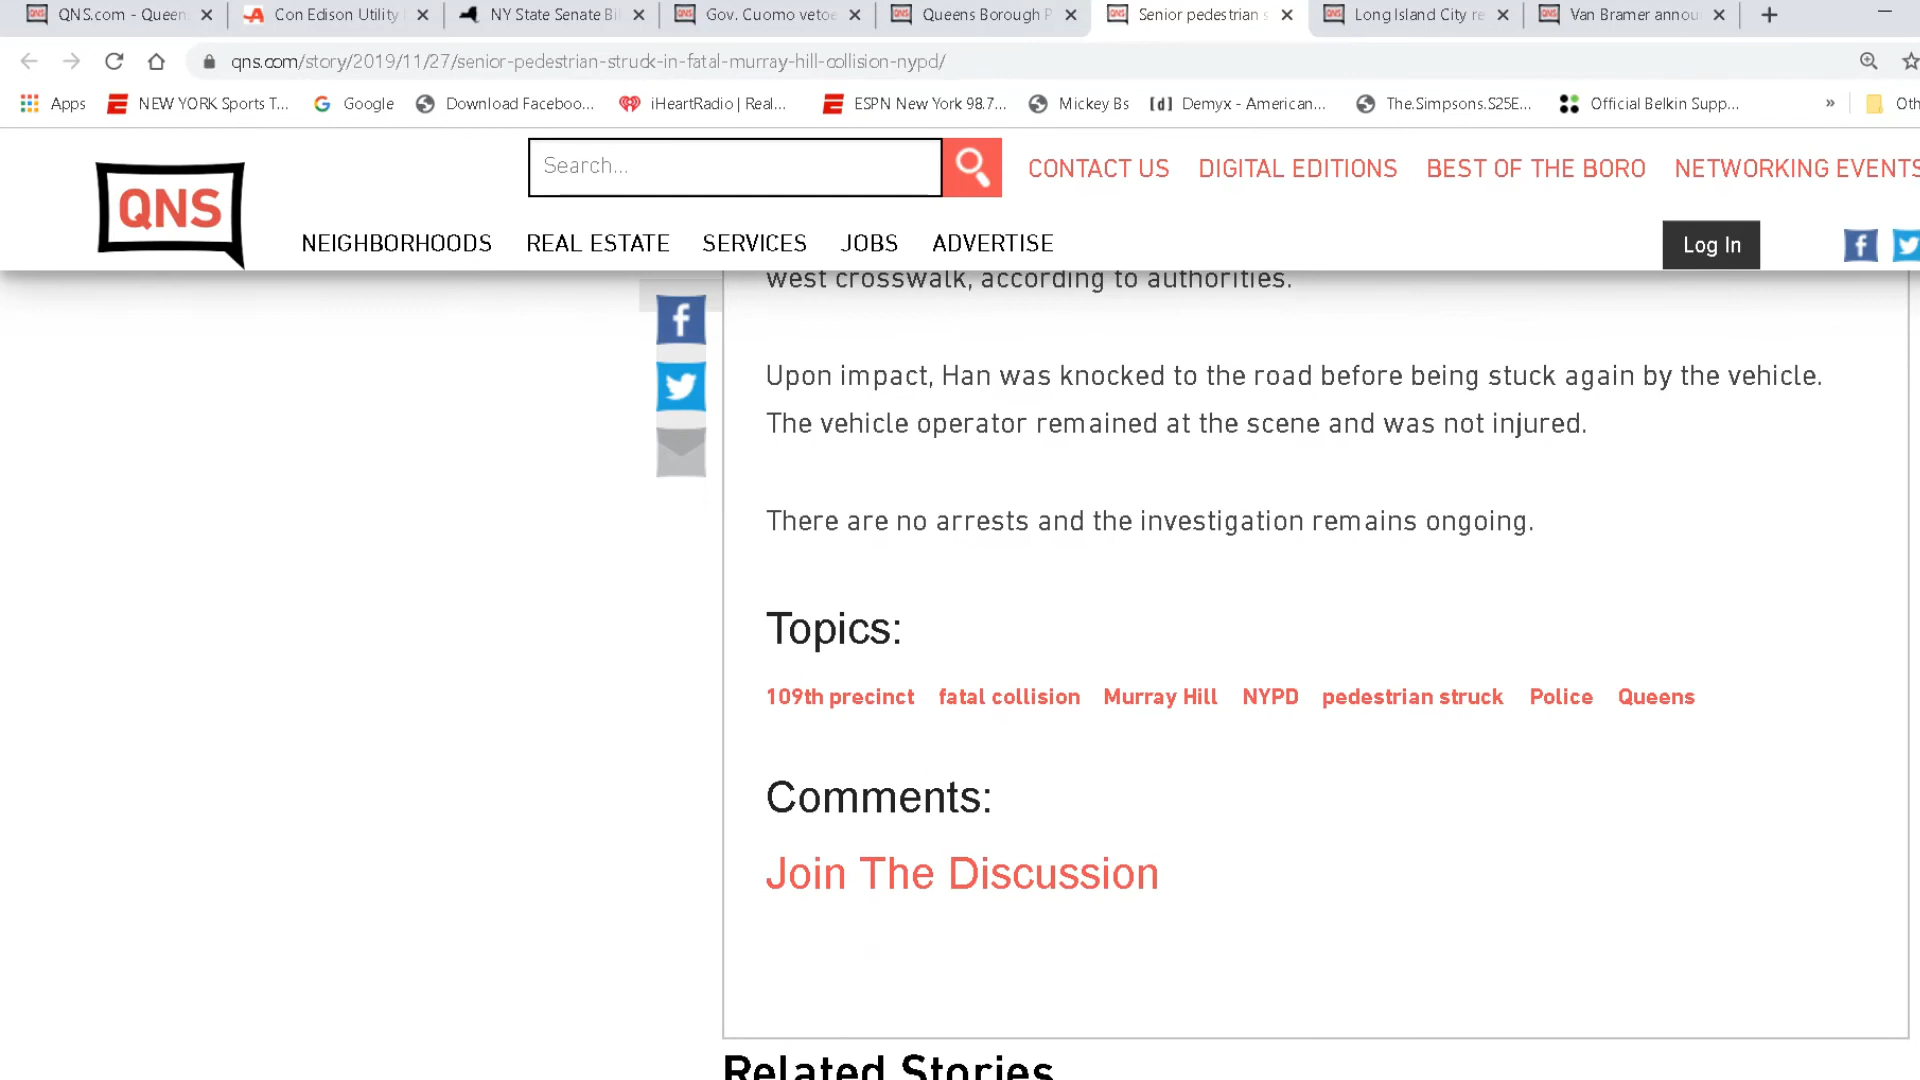 QNS.com - Queen
Con Edison Utility
NY State Senate Bi
Gov. Cuomo vetoe
Queens Borough P
Senior pedestrian s
Long Island City re
Van Bramer annou
qns.com/story/2019/11/27/senior-pedestrian-struck-in-fatal-murray-hill-collision-nypd/
Apps NEW YORK Sports T... Google Download Faceboo... iHeartRadio | Real... ESPN New York 98.7... Mickey Bs [d] Demyx - American... The.Simpsons.S25E... Official Belkin Supp... » Oth
Search...
CONTACT US DIGITAL EDITIONS BEST OF THE BORO NETWORKING EVENTS
QNS
NEIGHBORHOODS REAL ESTATE SERVICES JOBS ADVERTISE
Log In
west crosswalk, according to authorities.
Upon impact, Han was knocked to the road before being stuck again by the vehicle.
The vehicle operator remained at the scene and was not injured.
There are no arrests and the investigation remains ongoing.
Topics:
109th precinct fatal collision Murray Hill NYPD pedestrian struck Police Queens
Comments:
Join The Discussion
Related Stories